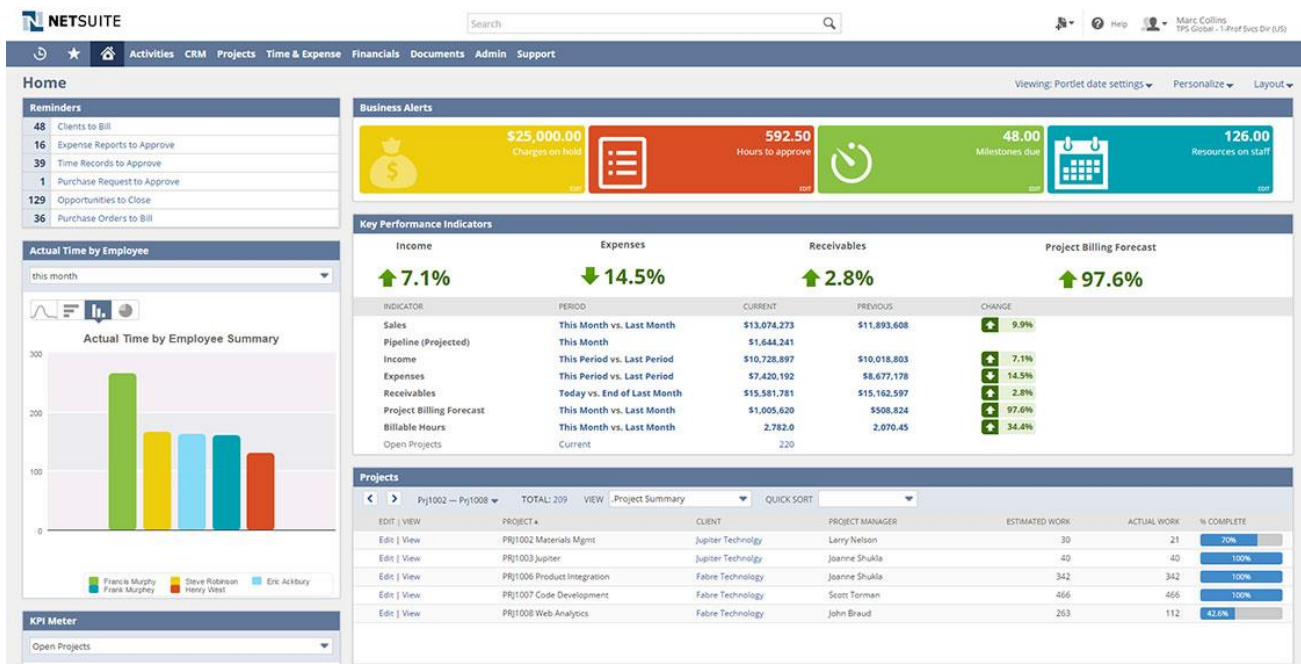 NETSUITE
Search
Help
Marc Collins
TPS Global - 1-Prof Svcs Dir (US)
Activities CRM Projects Time & Expense Financials Documents Admin Support
Home
Viewing: Portlet date settings Personalize Layout
Reminders
48 Clients to Bill
16 Expense Reports to Approve
39 Time Records to Approve
1 Purchase Request to Approve
129 Opportunities to Close
36 Purchase Orders to Bill
Actual Time by Employee
this month
Actual Time by Employee Summary
300
200
100
0
Francis Murphy Steve Robinson Eric Ackbury
Frank Murphey Henry West
KPI Meter
Open Projects
Business Alerts
$25,000.00
Charges on hold
EDIT
592.50
Hours to approve
EDIT
48.00
Milestones due
EDIT
126.00
Resources on staff
EDIT
Key Performance Indicators
Income Expenses Receivables Project Billing Forecast
7.1% 14.5% 2.8% 97.6%
INDICATOR PERIOD CURRENT PREVIOUS CHANGE
Sales This Month vs. Last Month $13,074,273 $11,893,608 9.9%
Pipeline (Projected) This Month $1,644,241
Income This Period vs. Last Period $10,728,897 $10,018,803 7.1%
Expenses This Period vs. Last Period $7,420,192 $8,677,178 14.5%
Receivables Today vs. End of Last Month $15,581,781 $15,162,597 2.8%
Project Billing Forecast This Month vs. Last Month $1,005,620 $508,824 97.6%
Billable Hours This Month vs. Last Month 2,782.0 2,070.45 34.4%
Open Projects Current 220
Projects
Prj1002 — Prj1008 TOTAL: 209 VIEW .Project Summary QUICK SORT
EDIT | VIEW PROJECT CLIENT PROJECT MANAGER ESTIMATED WORK ACTUAL WORK % COMPLETE
Edit | View PRJ1002 Materials Mgmt Jupiter Technolgy Larry Nelson 30 21 70%
Edit | View PRJ1003 Jupiter Jupiter Technolgy Joanne Shukla 40 40 100%
Edit | View PRJ1006 Product Integration Fabre Technology Joanne Shukla 342 342 100%
Edit | View PRJ1007 Code Development Fabre Technology Scott Torman 466 466 100%
Edit | View PRJ1008 Web Analytics Fabre Technology John Braud 263 112 42.6%